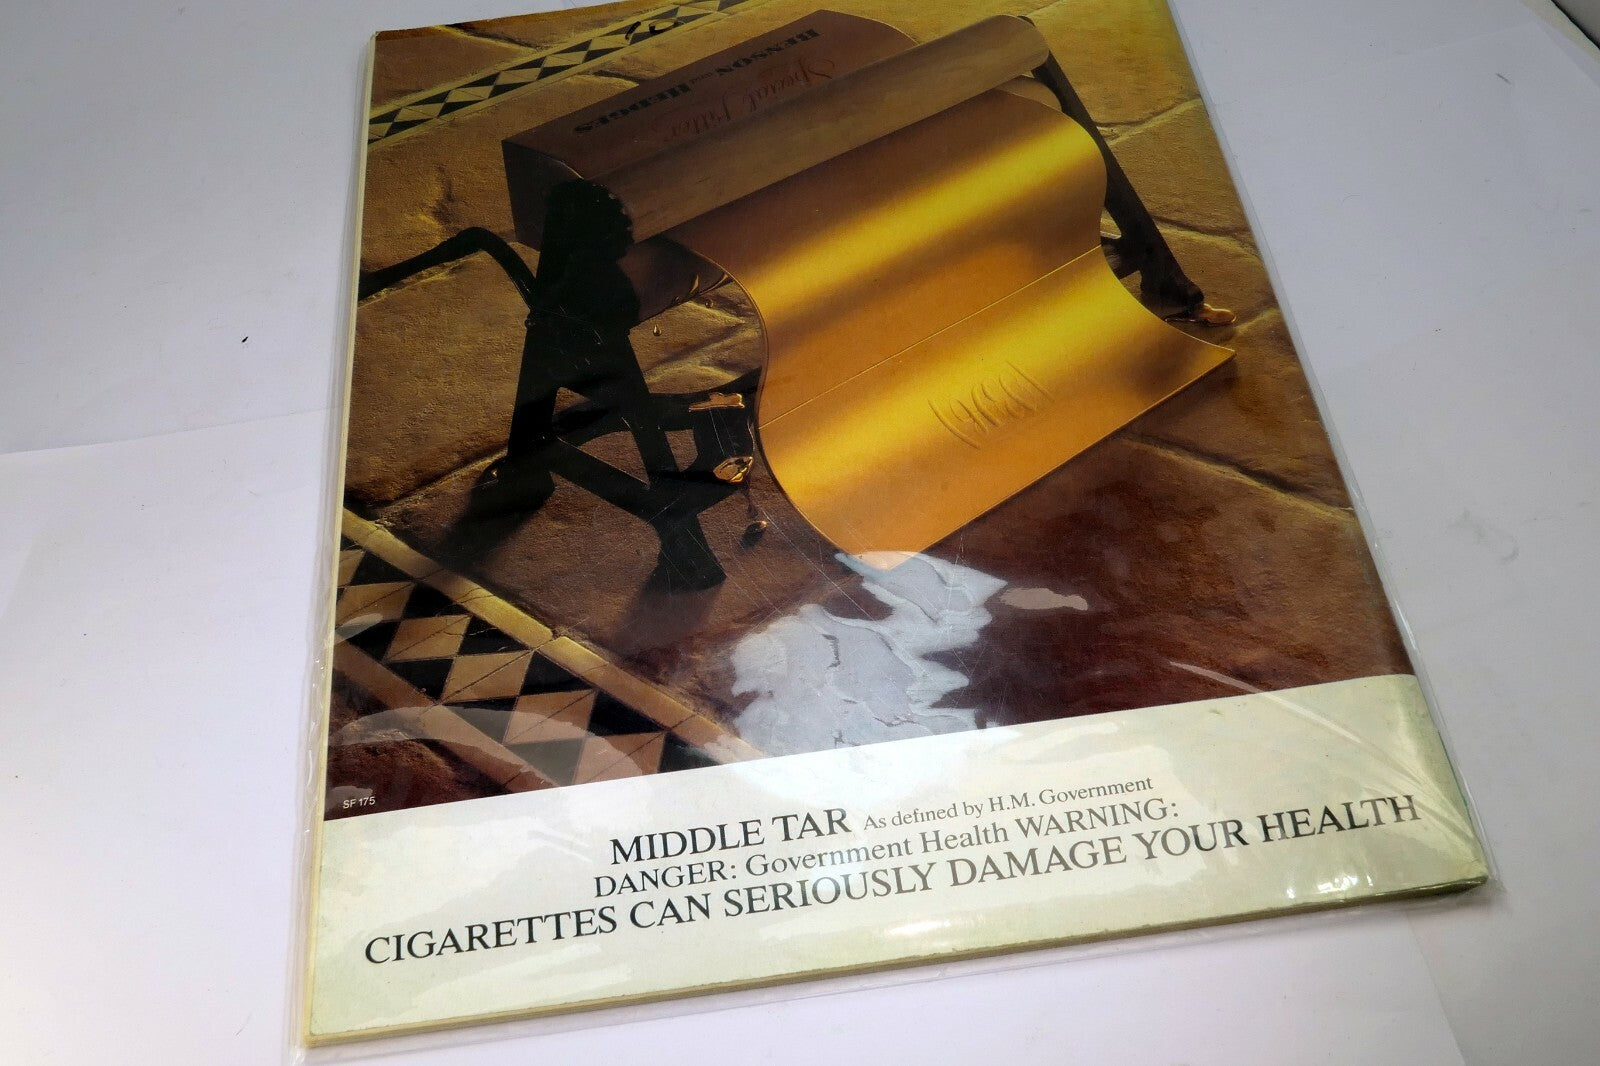 BENSON and HEDGES
Special Filter
SF 175
MIDDLE TAR As defined by H.M. Government
DANGER: Government Health WARNING:
CIGARETTES CAN SERIOUSLY DAMAGE YOUR HEALTH